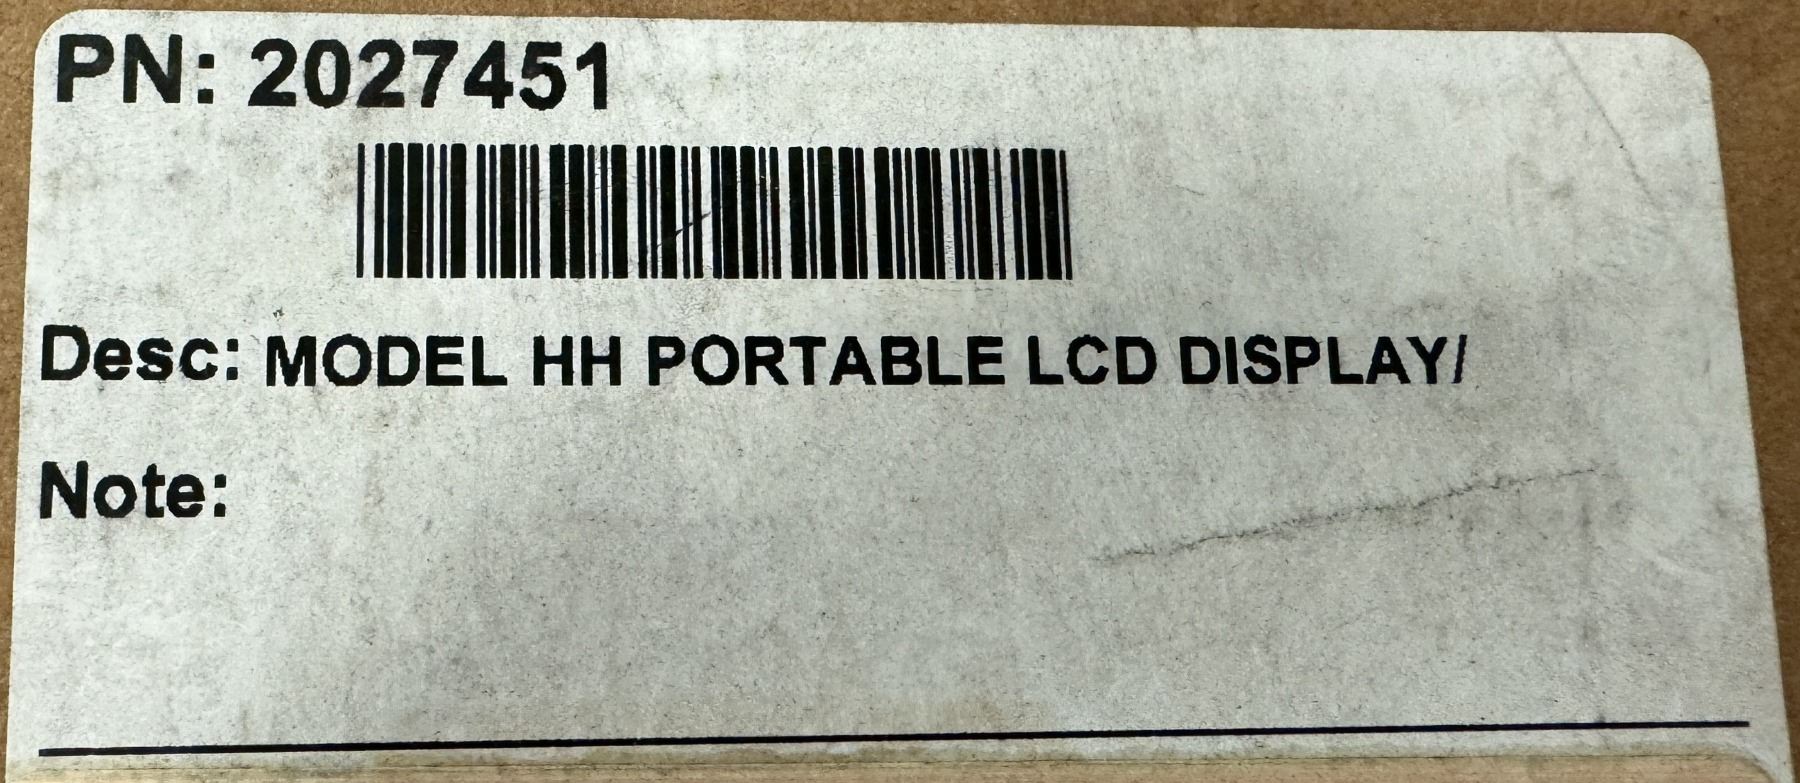 PN: 2027451
Desc: MODEL HH PORTABLE LCD DISPLAY/
Note: